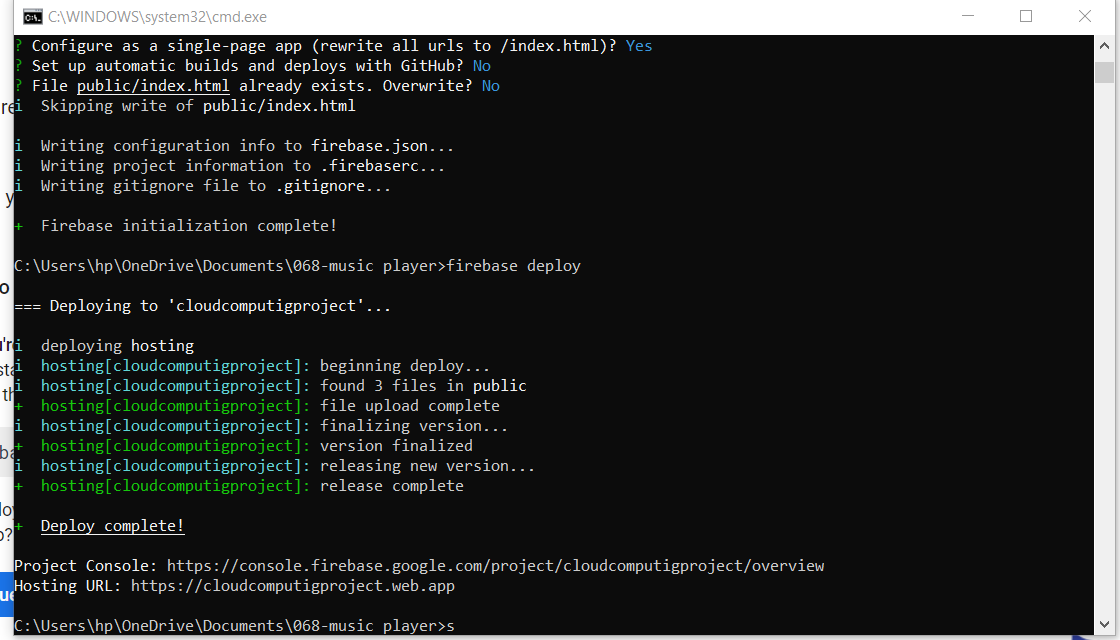 C:\WINDOWS\system32\cmd.exe
? Configure as a single-page app (rewrite all urls to /index.html)? Yes
? Set up automatic builds and deploys with GitHub? No
? File public/index.html already exists. Overwrite? No
i  Skipping write of public/index.html
i  Writing configuration info to firebase.json...
i  Writing project information to .firebaserc...
i  Writing gitignore file to .gitignore...
+  Firebase initialization complete!
C:\Users\hp\OneDrive\Documents\068-music player>firebase deploy
=== Deploying to 'cloudcomputigproject'...
i  deploying hosting
i  hosting[cloudcomputigproject]: beginning deploy...
i  hosting[cloudcomputigproject]: found 3 files in public
+  hosting[cloudcomputigproject]: file upload complete
i  hosting[cloudcomputigproject]: finalizing version...
+  hosting[cloudcomputigproject]: version finalized
i  hosting[cloudcomputigproject]: releasing new version...
+  hosting[cloudcomputigproject]: release complete
+  Deploy complete!
Project Console: https://console.firebase.google.com/project/cloudcomputigproject/overview
Hosting URL: https://cloudcomputigproject.web.app
C:\Users\hp\OneDrive\Documents\068-music player>s